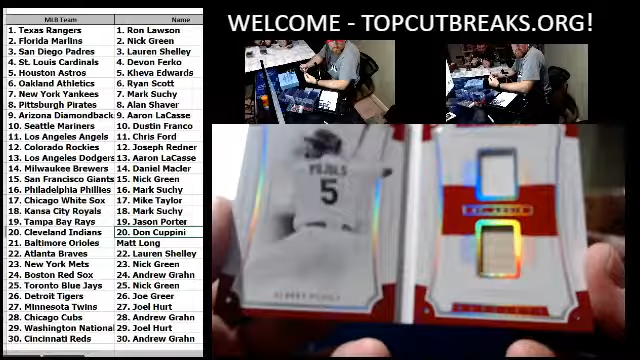 WELCOME - TOPCUTBREAKS.ORG!
MLB Team Name
1. Texas Rangers 1. Ron Lawson
2. Florida Marlins 2. Nick Green
3. San Diego Padres 3. Lauren Shelley
4. St. Louis Cardinals 4. Devon Ferko
5. Houston Astros 5. Kheva Edwards
6. Oakland Athletics 6. Ryan Scott
7. New York Yankees 7. Mark Suchy
8. Pittsburgh Pirates 8. Alan Shaver
9. Arizona Diamondback 9. Aaron LaCasse
10. Seattle Mariners 10. Dustin Franco
11. Los Angeles Angels 11. Chris Ford
12. Colorado Rockies 12. Joseph Redner
13. Los Angeles Dodgers 13. Aaron LaCasse
14. Milwaukee Brewers 14. Daniel Macler
15. San Francisco Giants 15. Nick Green
16. Philadelphia Phillies 16. Mark Suchy
17. Chicago White Sox 17. Mike Taylor
18. Kansa City Royals 18. Mark Suchy
19. Tampa Bay Rays 19. Jason Porter
20. Cleveland Indians 20. Don Cuppini
21. Baltimore Orioles Matt Long
22. Atlanta Braves 22. Lauren Shelley
23. New York Mets 23. Nick Green
24. Boston Red Sox 24. Andrew Grahn
25. Toronto Blue Jays 25. Nick Green
26. Detroit Tigers 26. Joe Greer
27. Minnesota Twins 27. Joel Hurt
28. Chicago Cubs 28. Andrew Grahn
29. Washington National 29. Joel Hurt
30. Cincinnati Reds 30. Andrew Grahn
PUJOLS
5
ALBERT PUJOLS